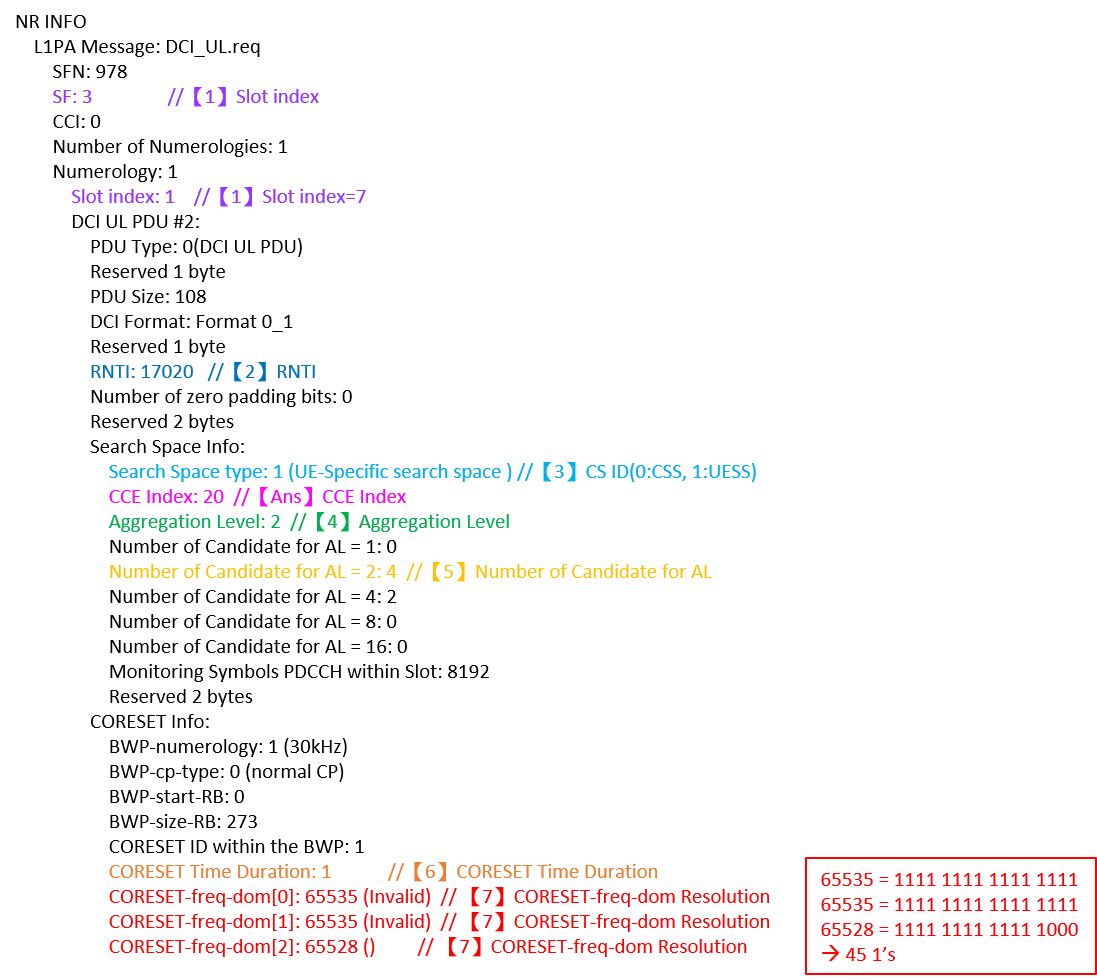 NR INFO
L1PA Message: DCI_UL.req
SFN: 978
SF: 3 //【1】Slot index
CCI: 0
Number of Numerologies: 1
Numerology: 1
Slot index: 1 //【1】Slot index=7
DCI UL PDU #2:
PDU Type: 0(DCI UL PDU)
Reserved 1 byte
PDU Size: 108
DCI Format: Format 0_1
Reserved 1 byte
RNTI: 17020 //【2】RNTI
Number of zero padding bits: 0
Reserved 2 bytes
Search Space Info:
Search Space type: 1 (UE-Specific search space ) //【3】CS ID(0:CSS, 1:UESS)
CCE Index: 20 //【Ans】CCE Index
Aggregation Level: 2 //【4】Aggregation Level
Number of Candidate for AL = 1: 0
Number of Candidate for AL = 2: 4 //【5】Number of Candidate for AL
Number of Candidate for AL = 4: 2
Number of Candidate for AL = 8: 0
Number of Candidate for AL = 16: 0
Monitoring Symbols PDCCH within Slot: 8192
Reserved 2 bytes
CORESET Info:
BWP-numerology: 1 (30kHz)
BWP-cp-type: 0 (normal CP)
BWP-start-RB: 0
BWP-size-RB: 273
CORESET ID within the BWP: 1
CORESET Time Duration: 1 //【6】CORESET Time Duration
CORESET-freq-dom[0]: 65535 (Invalid) // 【7】CORESET-freq-dom Resolution
CORESET-freq-dom[1]: 65535 (Invalid) // 【7】CORESET-freq-dom Resolution
CORESET-freq-dom[2]: 65528 () // 【7】CORESET-freq-dom Resolution
65535 = 1111 1111 1111 1111
65535 = 1111 1111 1111 1111
65528 = 1111 1111 1111 1000
→ 45 1’s